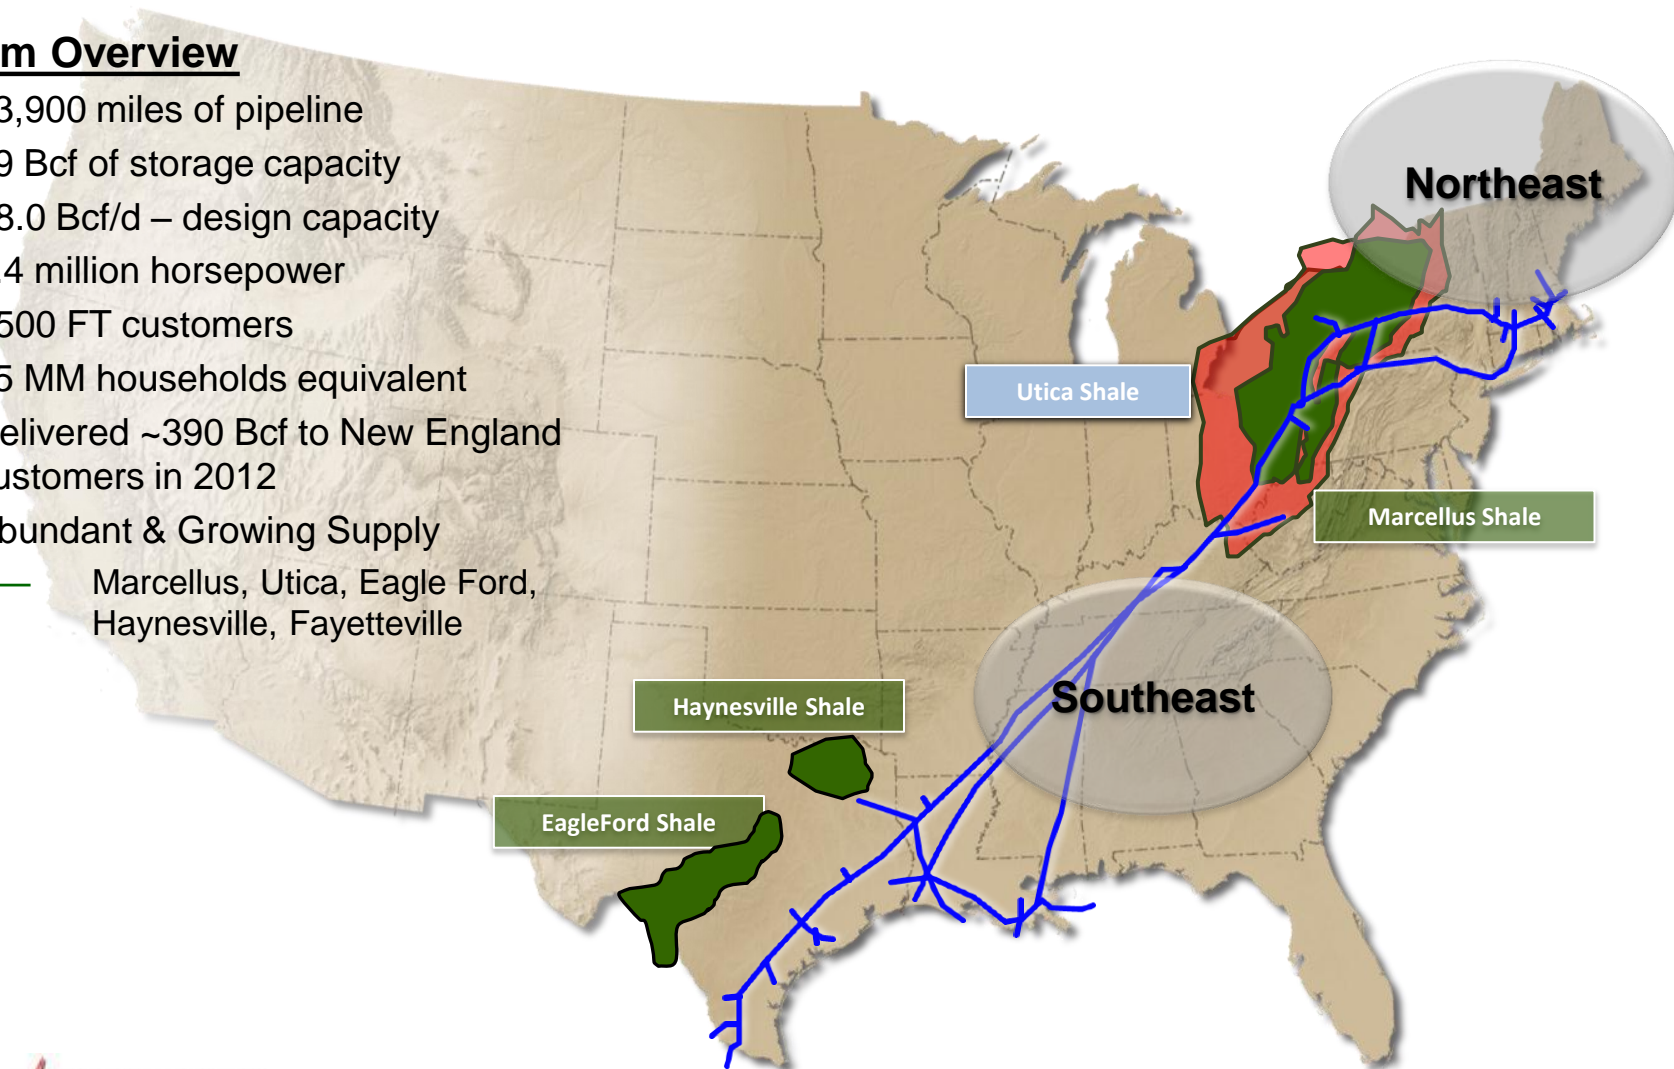 m Overview
3,900 miles of pipeline
9 Bcf of storage capacity
8.0 Bcf/d – design capacity
.4 million horsepower
500 FT customers
5 MM households equivalent
elivered ~390 Bcf to New England
ustomers in 2012
bundant & Growing Supply
— Marcellus, Utica, Eagle Ford,
Haynesville, Fayetteville
Northeast
Utica Shale
Marcellus Shale
Southeast
Haynesville Shale
EagleFord Shale